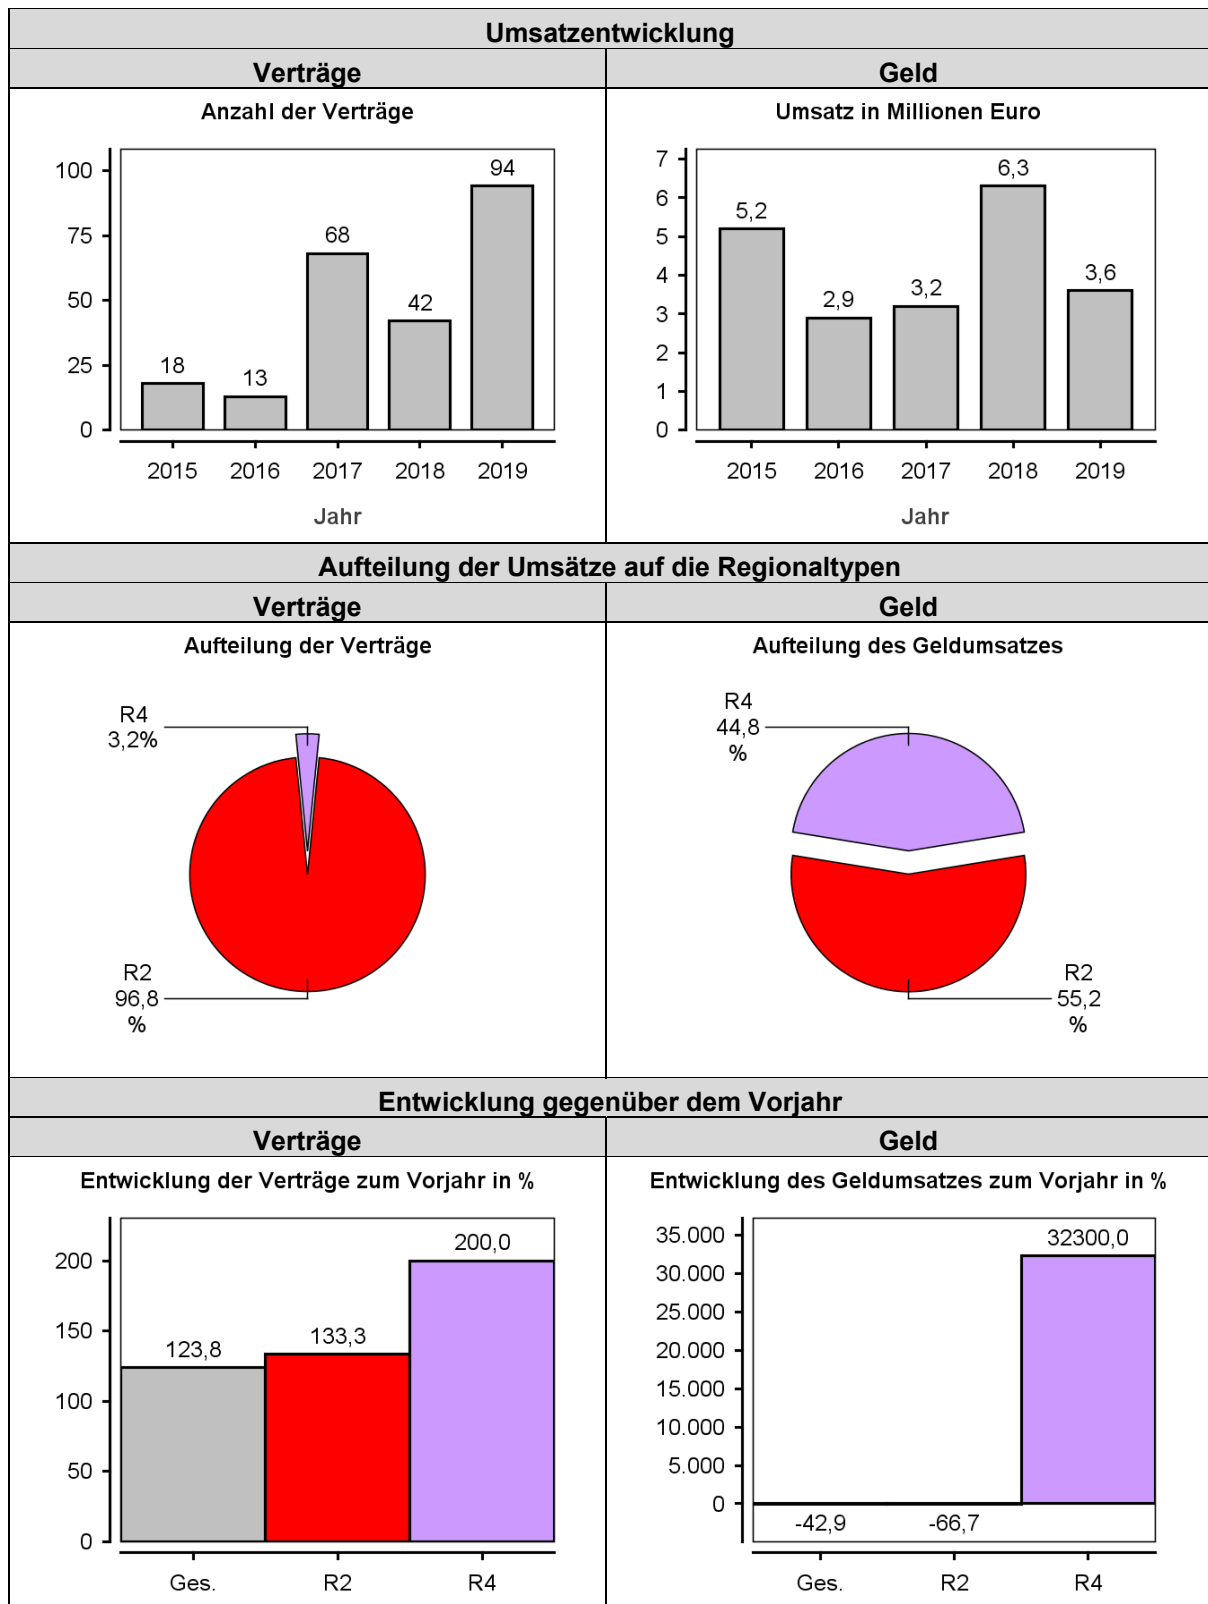 Umsatzentwicklung
Verträge
Geld
Anzahl der Verträge
100
75
50
25
0
18
13
68
42
94
2015 2016 2017 2018 2019
Jahr
Umsatz in Millionen Euro
7
6
5
4
3
2
1
0
5,2
2,9
3,2
6,3
3,6
2015 2016 2017 2018 2019
Jahr
Aufteilung der Umsätze auf die Regionaltypen
Verträge
Geld
Aufteilung der Verträge
R4
3,2%
R2
96,8
%
Aufteilung des Geldumsatzes
R4
44,8
%
R2
55,2
%
Entwicklung gegenüber dem Vorjahr
Verträge
Geld
Entwicklung der Verträge zum Vorjahr in %
200
150
100
50
0
123,8
133,3
200,0
Ges. R2 R4
Entwicklung des Geldumsatzes zum Vorjahr in %
35.000
30.000
25.000
20.000
15.000
10.000
5.000
0
-42,9
-66,7
32300,0
Ges. R2 R4